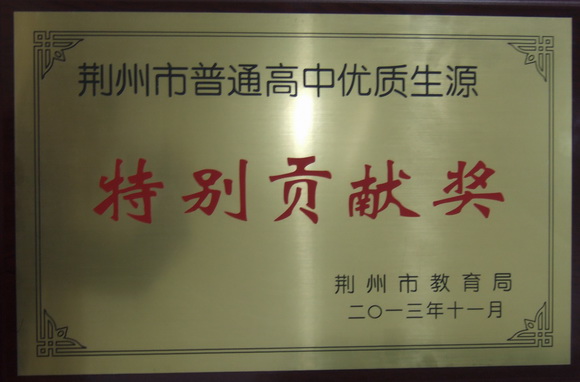 荆州市普通高中优质生源
特别贡献奖
荆州市教育局
二〇一三年十一月